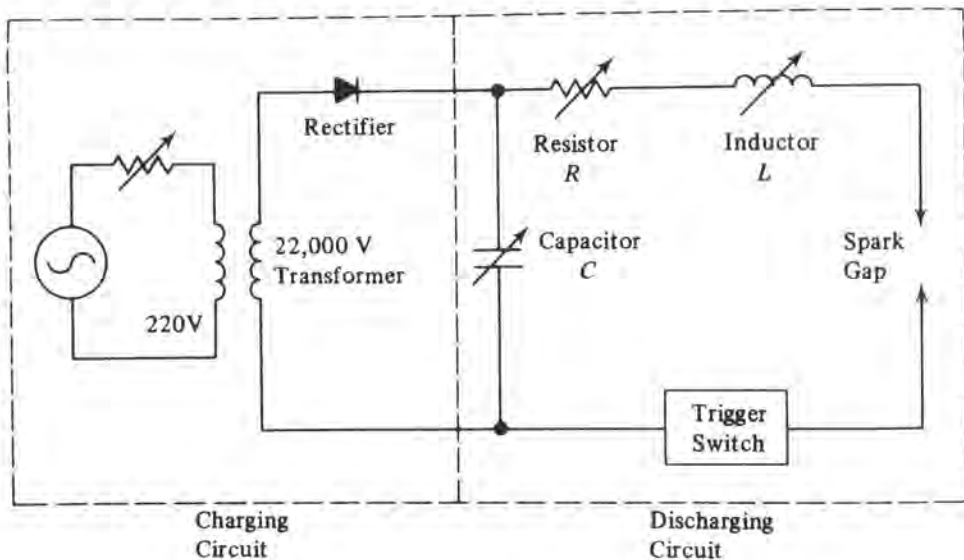 Rectifier
Resistor
R
Inductor
L
22,000 V
Transformer
Capacitor
C
Spark
Gap
220V
Trigger
Switch
Charging
Circuit
Discharging
Circuit